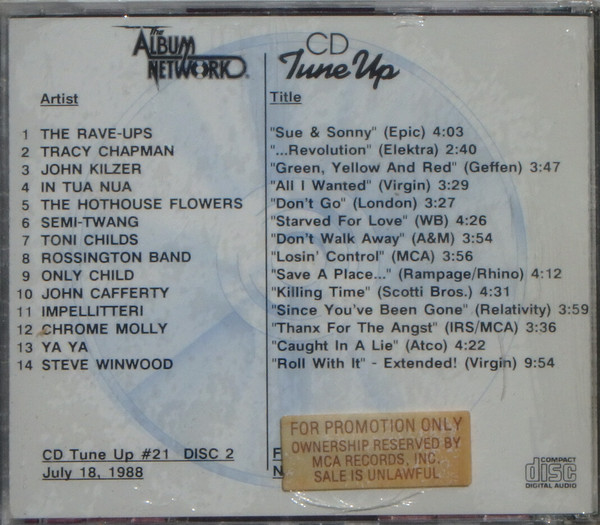 The
ALBUM
NETWORK®
CD
Tune Up
Artist Title
1 THE RAVE-UPS "Sue & Sonny" (Epic) 4:03
2 TRACY CHAPMAN "...Revolution" (Elektra) 2:40
3 JOHN KILZER "Green, Yellow And Red" (Geffen) 3:47
4 IN TUA NUA "All I Wanted" (Virgin) 3:29
5 THE HOTHOUSE FLOWERS "Don't Go" (London) 3:27
6 SEMI-TWANG "Starved For Love" (WB) 4:26
7 TONI CHILDS "Don't Walk Away" (A&M) 3:54
8 ROSSINGTON BAND "Losin' Control" (MCA) 3:56
9 ONLY CHILD "Save A Place..." (Rampage/Rhino) 4:12
10 JOHN CAFFERTY "Killing Time" (Scotti Bros.) 4:31
11 IMPELLITTERI "Since You've Been Gone" (Relativity) 3:59
12 CHROME MOLLY "Thanx For The Angst" (IRS/MCA) 3:36
13 YA YA "Caught In A Lie" (Atco) 4:22
14 STEVE WINWOOD "Roll With It" - Extended! (Virgin) 9:54
CD Tune Up #21 DISC 2
July 18, 1988
FOR PROMOTION ONLY
OWNERSHIP RESERVED BY
MCA RECORDS, INC.
SALE IS UNLAWFUL
COMPACT
disc
DIGITAL AUDIO